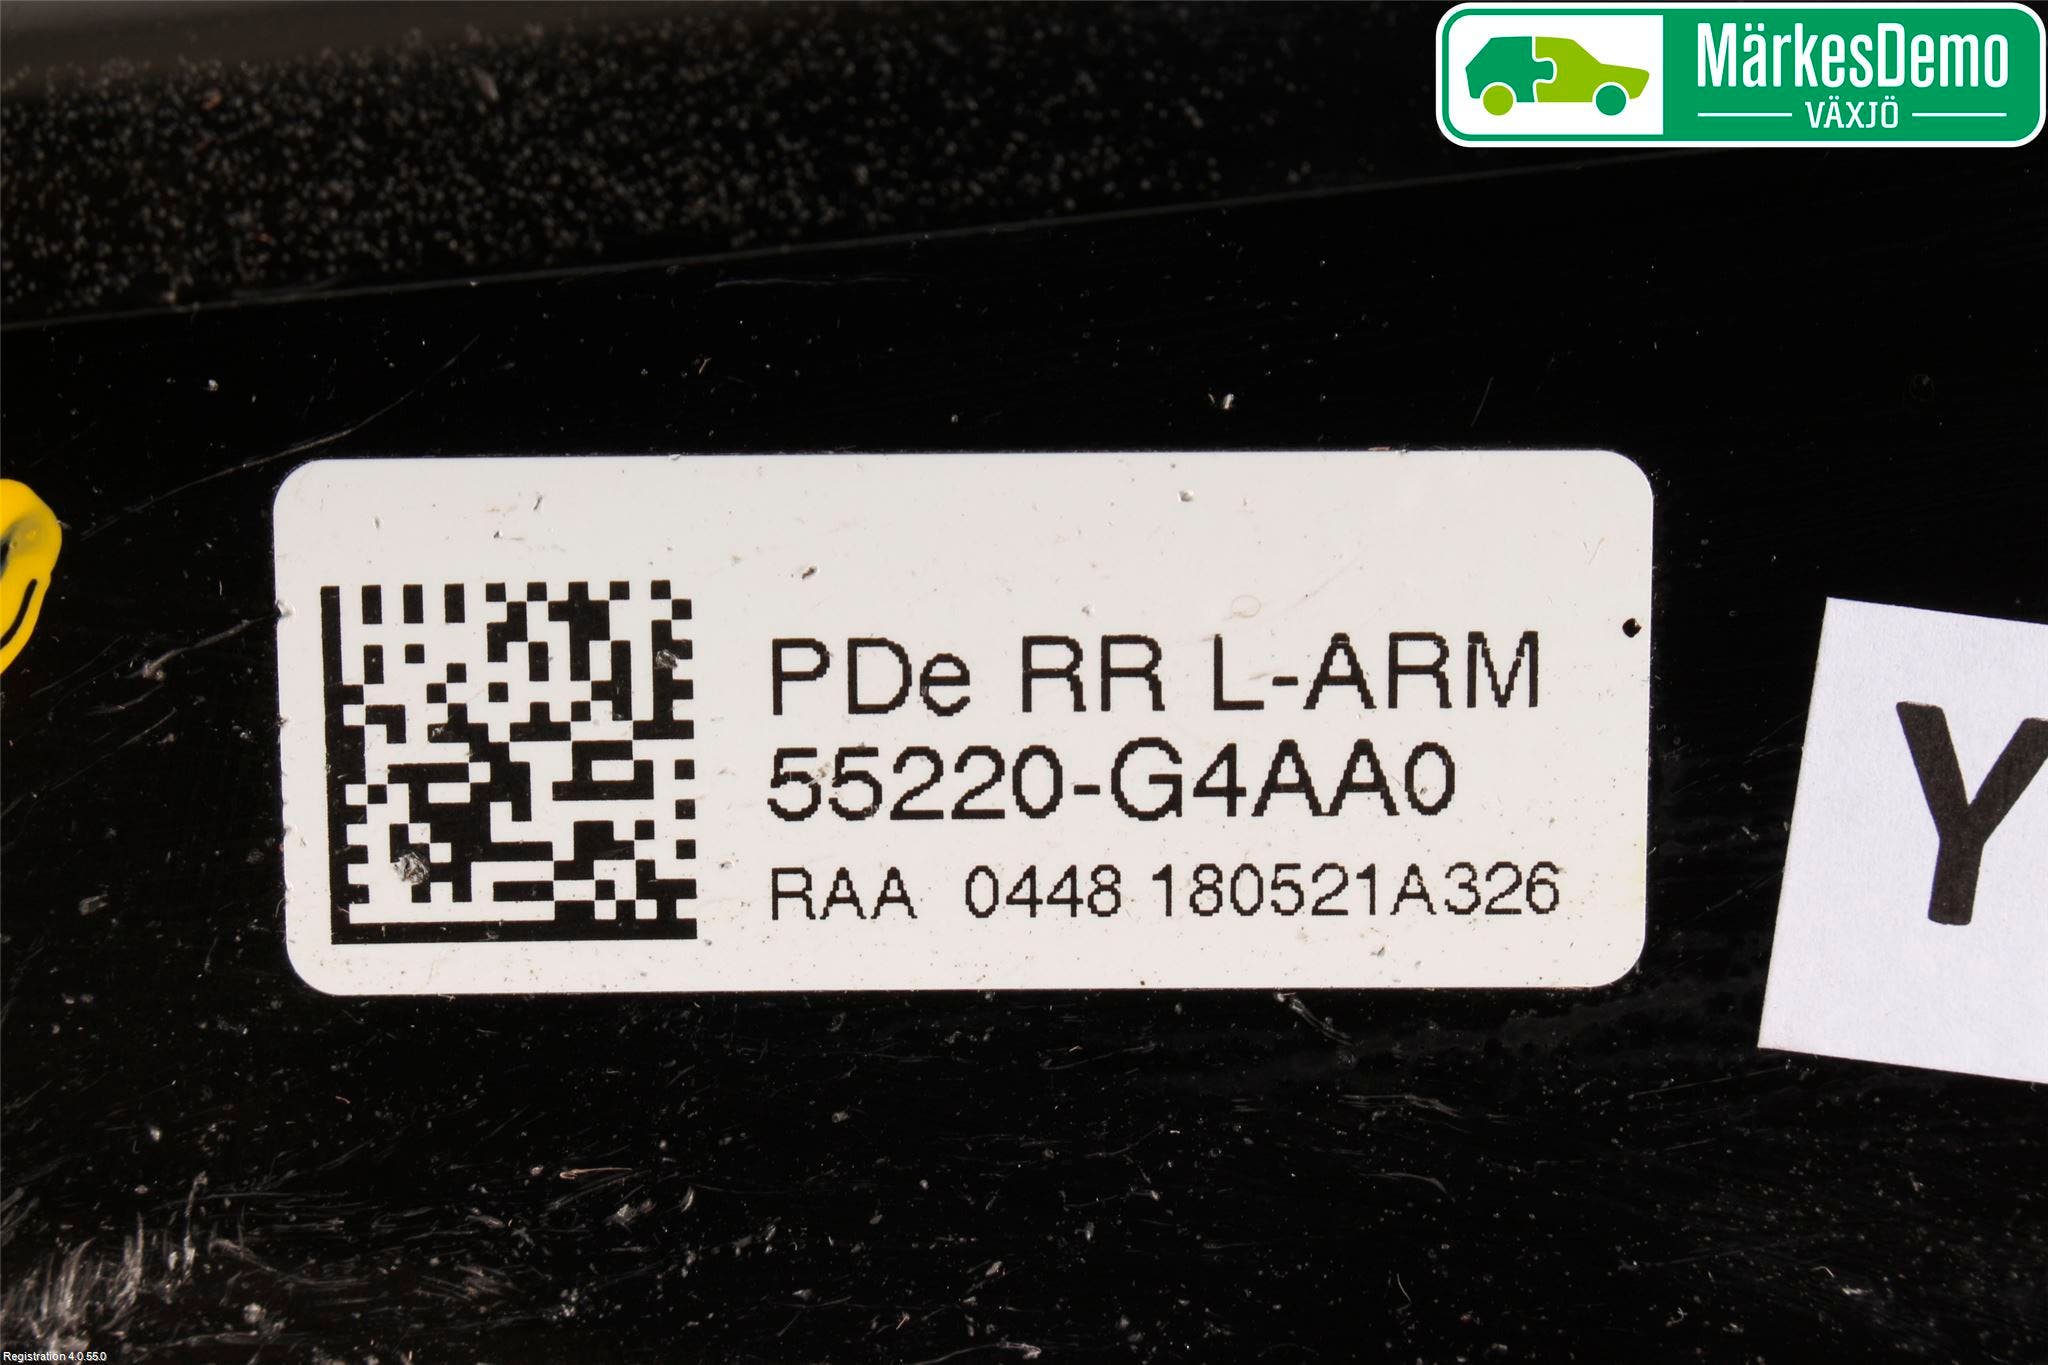 MärkesDemo
VÄXJÖ
PDe RR L-ARM
55220-G4AA0
RAA 0448 180521A326
Y
Registration 4.0.55.0